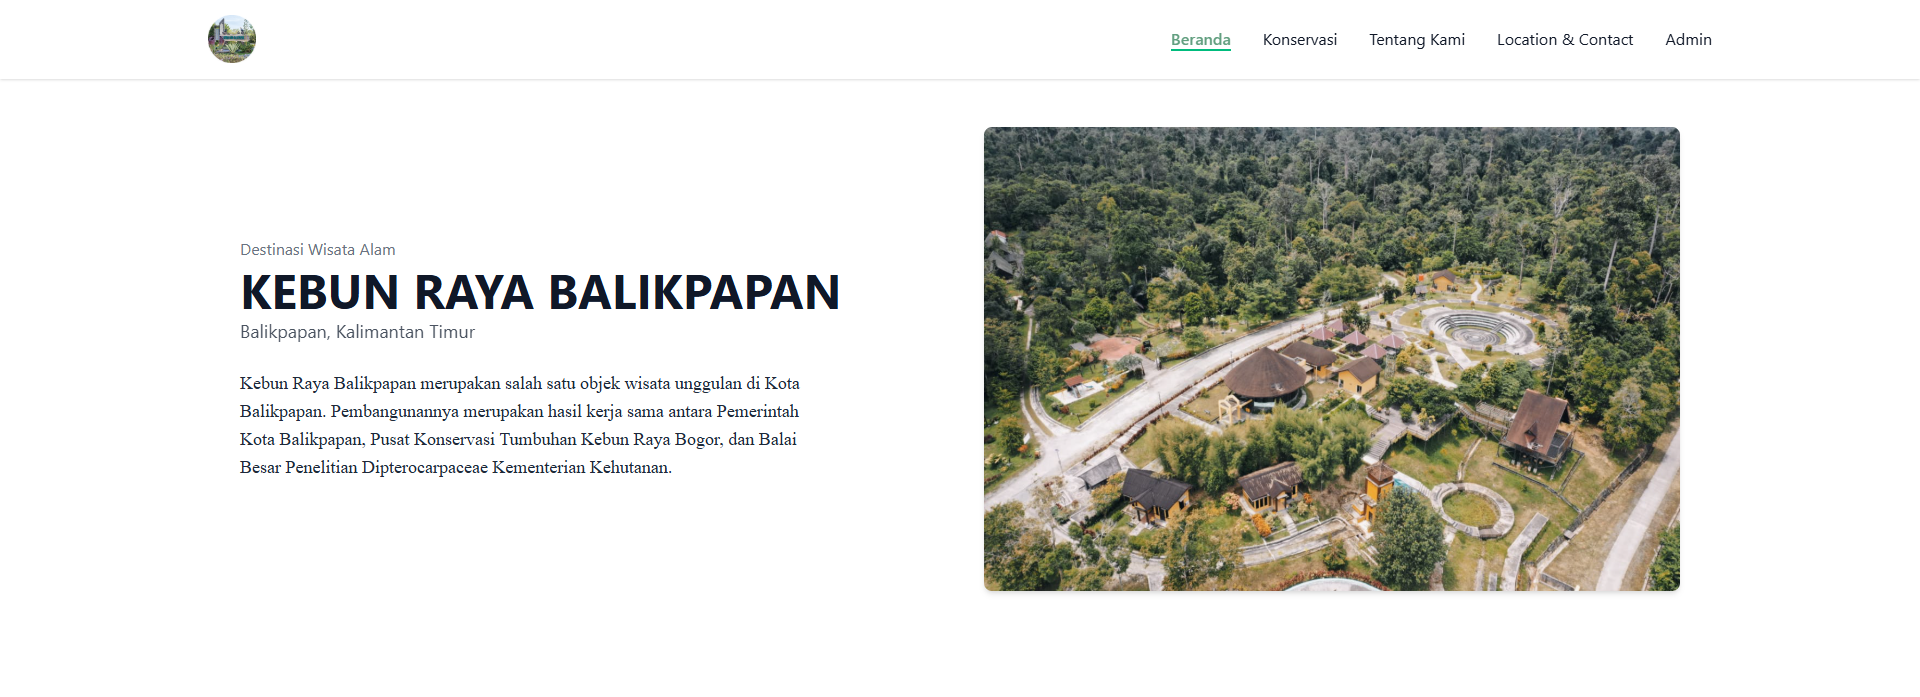 Beranda
Konservasi
Tentang Kami
Location & Contact
Admin
Destinasi Wisata Alam
KEBUN RAYA BALIKPAPAN
Balikpapan, Kalimantan Timur
Kebun Raya Balikpapan merupakan salah satu objek wisata unggulan di Kota
Balikpapan. Pembangunannya merupakan hasil kerja sama antara Pemerintah
Kota Balikpapan, Pusat Konservasi Tumbuhan Kebun Raya Bogor, dan Balai
Besar Penelitian Dipterocarpaceae Kementerian Kehutanan.